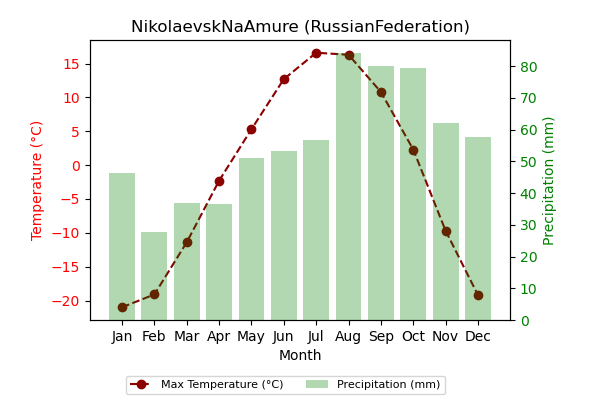 NikolaevskNaAmure (RussianFederation)
15
10
5
0
−5
−10
−15
−20
Temperature (°C)
80
70
60
50
40
30
20
10
0
Precipitation (mm)
Jan Feb Mar Apr May Jun Jul Aug Sep Oct Nov Dec
Month
Max Temperature (°C) Precipitation (mm)